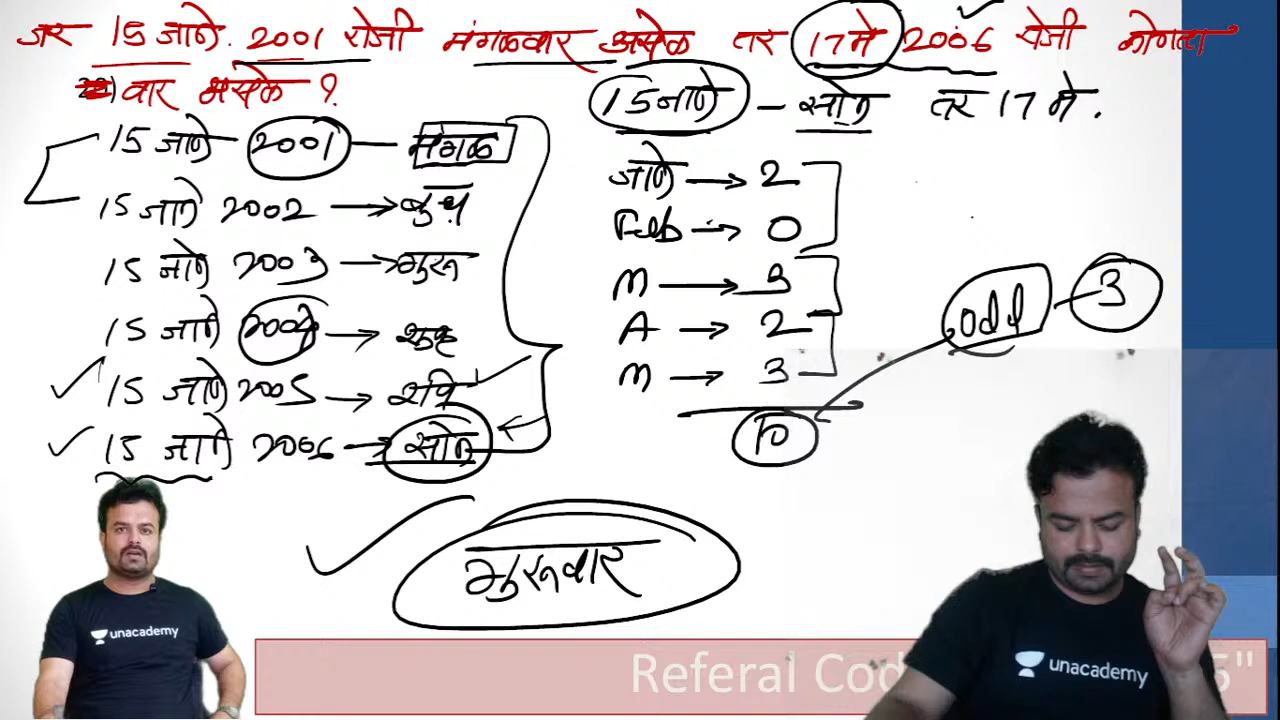 जर 15 जाने. 2001 रोजी मंगळवार असेल तर 17 मे 2006 रोजी कोणता
वार असेल ?
15 जाने 2001 — मंगळ
15 जाने 2002 → बुध
15 जाने 2003 → गुरू
15 जाने 2004 → शुक्र
15 जाने 2005 → शनि
15 जाने 2006 → सोम
15 जाने – सोम तर 17 मे.
जाने → 2
Feb → 0
M → 3
A → 2
M → 3
10
odd – 3
गुरूवार
unacademy
unacademy
Referal Cod